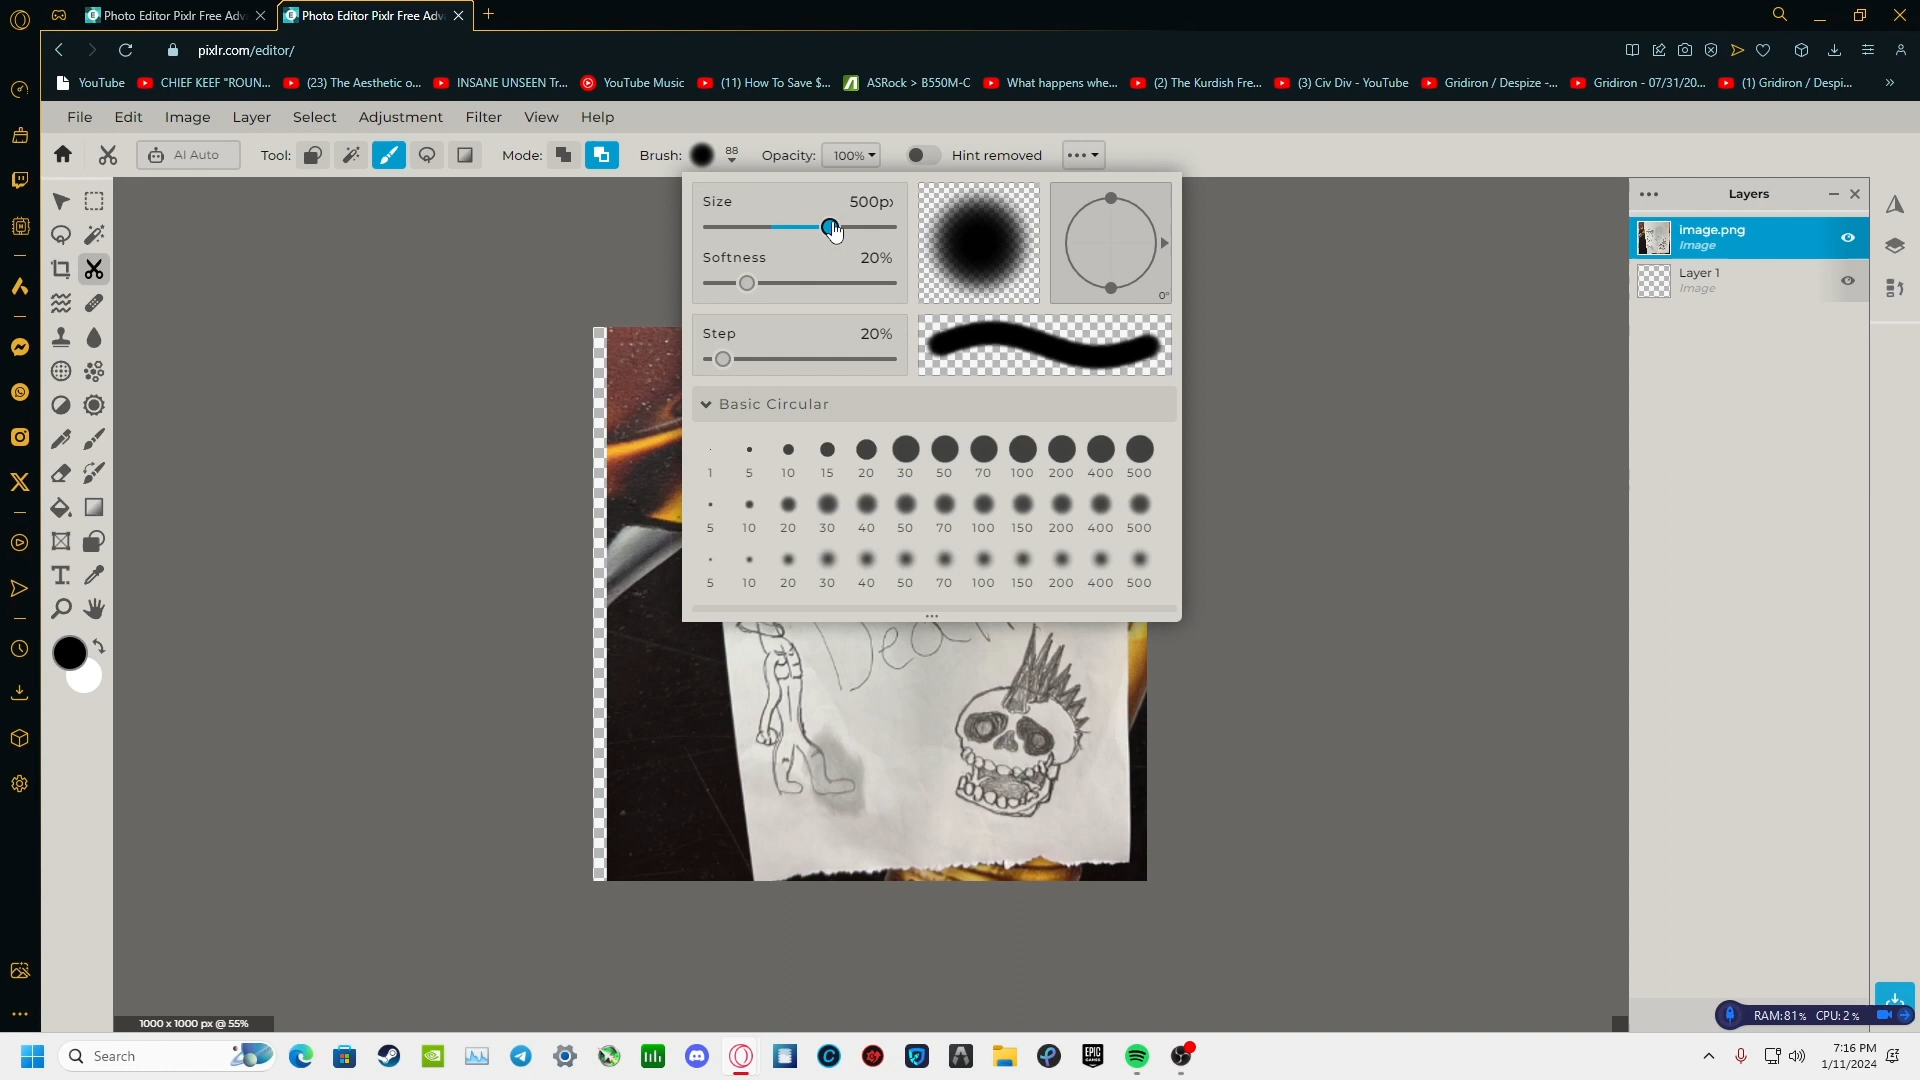 Photo Editor Pixlr Free Adv Photo Editor Pixlr Free Adv
pixlr.com/editor/
YouTube CHIEF KEEF "ROUN... (23) The Aesthetic o... INSANE UNSEEN Tr... YouTube Music (11) How To Save $... ASRock > B550M-C What happens whe... (2) The Kurdish Fre... (3) Civ Div - YouTube Gridiron / Despize -... Gridiron - 07/31/20... (1) Gridiron / Despi...
File Edit Image Layer Select Adjustment Filter View Help
AI Auto Tool: Mode: Brush: 88 Opacity: 100% Hint removed
Size 500px
Softness 20%
0°
Step 20%
Basic Circular
1 5 10 15 20 30 50 70 100 200 400 500
5 10 20 30 40 50 70 100 150 200 400 500
5 10 20 30 40 50 70 100 150 200 400 500
Layers
image.png
Image
Layer 1
Image
1000 x 1000 px @ 55%
RAM:81% CPU:2%
Search
EPIC GAMES
7:16 PM
1/11/2024